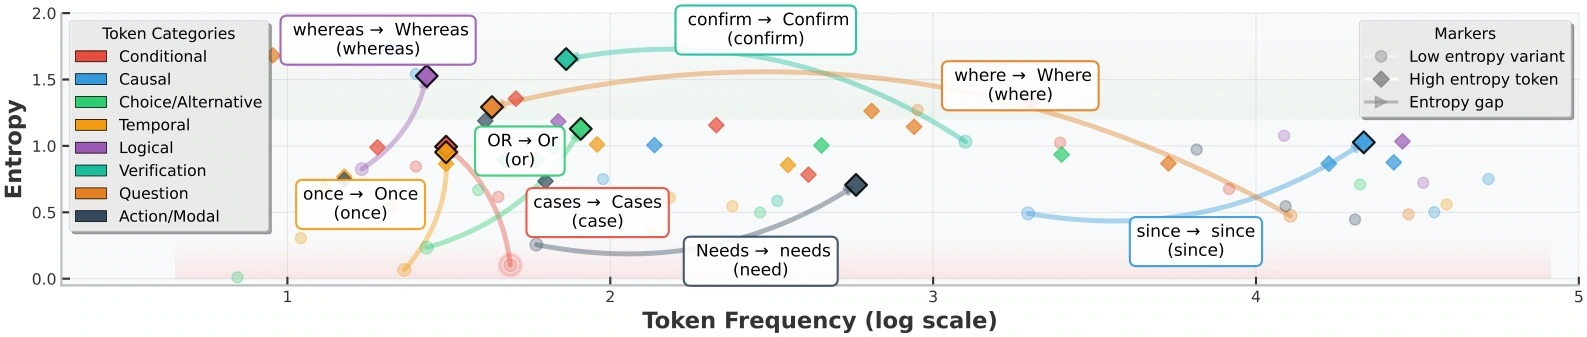 2.0
1.5
1.0
0.5
0.0
Entropy
Token Categories
Conditional
Causal
Choice/Alternative
Temporal
Logical
Verification
Question
Action/Modal
whereas → Whereas
(whereas)
confirm → Confirm
(confirm)
where → Where
(where)
OR → Or
(or)
once → Once
(once)
cases → Cases
(case)
Needs → needs
(need)
since → since
(since)
Markers
Low entropy variant
High entropy token
Entropy gap
1
2
3
4
5
Token Frequency (log scale)